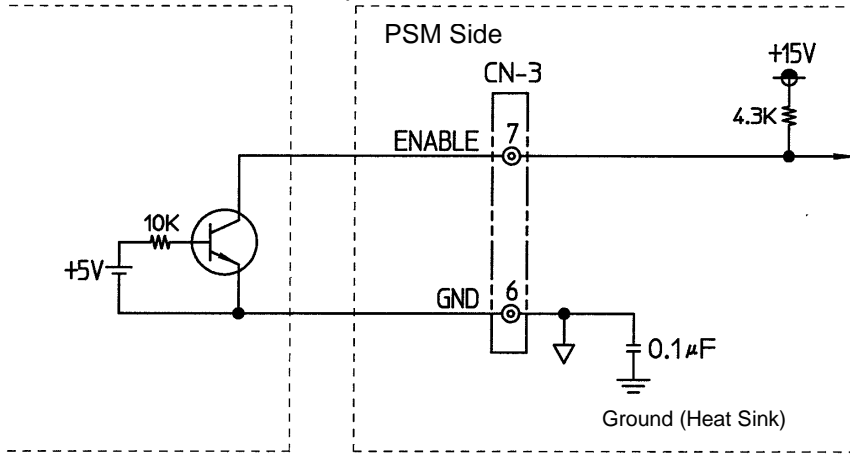 PSM Side
CN-3
+15V
4.3K
ENABLE
7
10K
+5V
GND
6
0.1μF
Ground (Heat Sink)